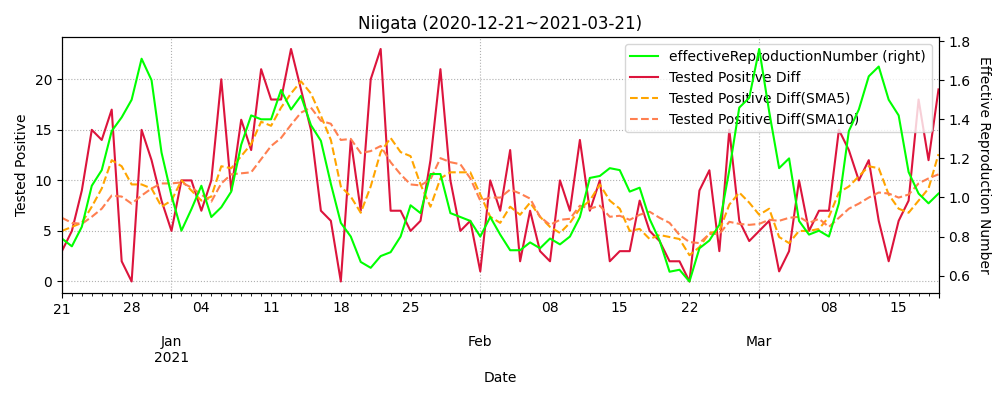 Niigata (2020-12-21~2021-03-21)
effectiveReproductionNumber (right)
Tested Positive Diff
Tested Positive Diff(SMA5)
Tested Positive Diff(SMA10)
Tested Positive
20
15
10
5
0
1.8
1.6
1.4
1.2
1.0
0.8
0.6
Effective Reproduction Number
21 28 04 11 18 25 08 15 22 08 15
Jan Feb Mar
2021
Date